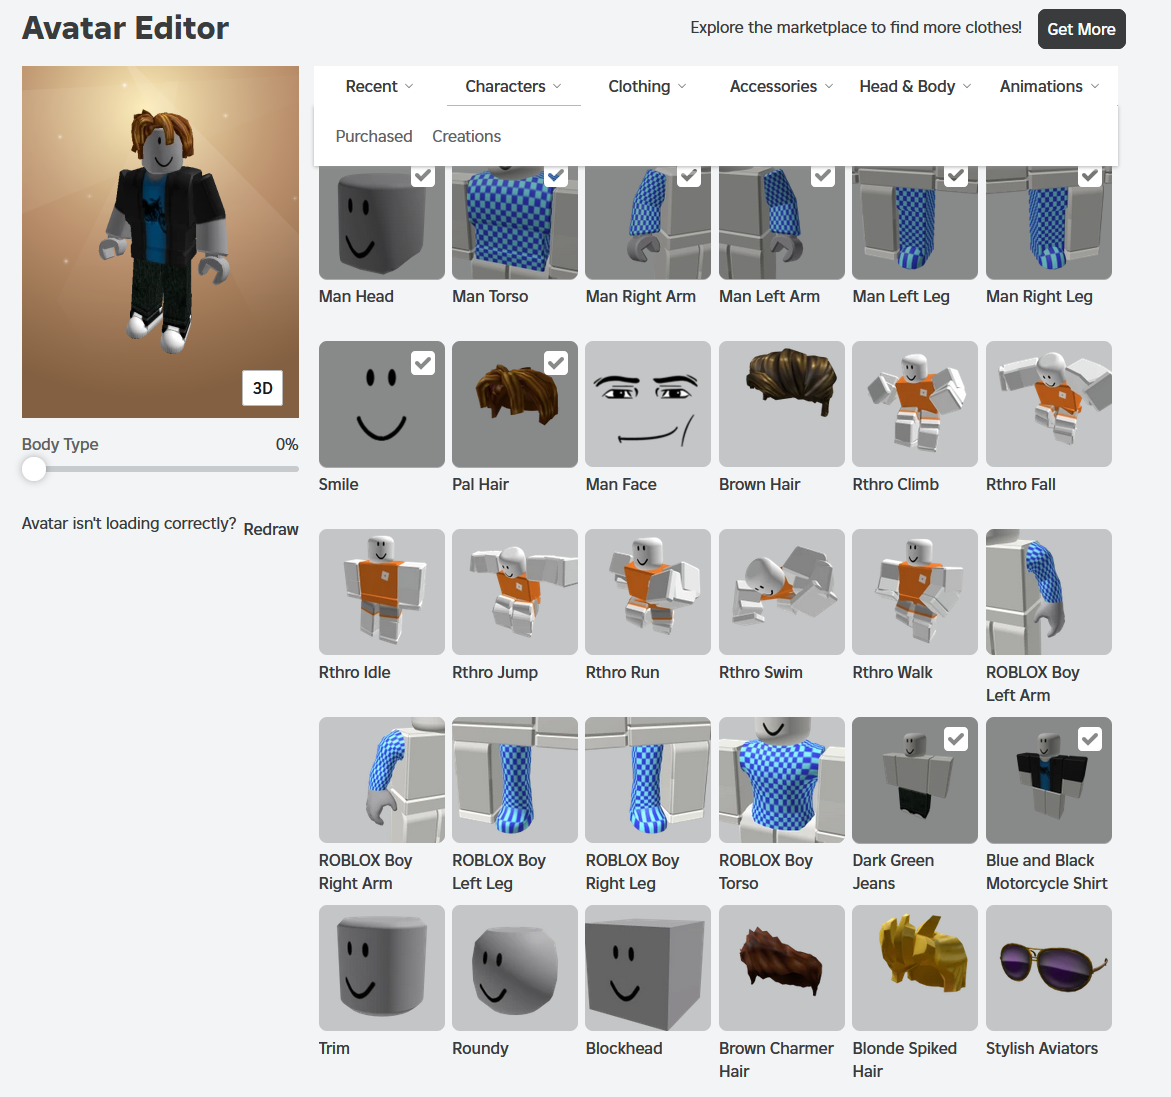 Avatar Editor
Explore the marketplace to find more clothes!
Get More
Recent
Characters
Clothing
Accessories
Head & Body
Animations
Purchased
Creations
3D
Body Type
0%
Avatar isn't loading correctly?
Redraw
Man Head
Man Torso
Man Right Arm
Man Left Arm
Man Left Leg
Man Right Leg
Smile
Pal Hair
Man Face
Brown Hair
Rthro Climb
Rthro Fall
Rthro Idle
Rthro Jump
Rthro Run
Rthro Swim
Rthro Walk
ROBLOX Boy
Left Arm
ROBLOX Boy
Right Arm
ROBLOX Boy
Left Leg
ROBLOX Boy
Right Leg
ROBLOX Boy
Torso
Dark Green
Jeans
Blue and Black
Motorcycle Shirt
Trim
Roundy
Blockhead
Brown Charmer
Hair
Blonde Spiked
Hair
Stylish Aviators